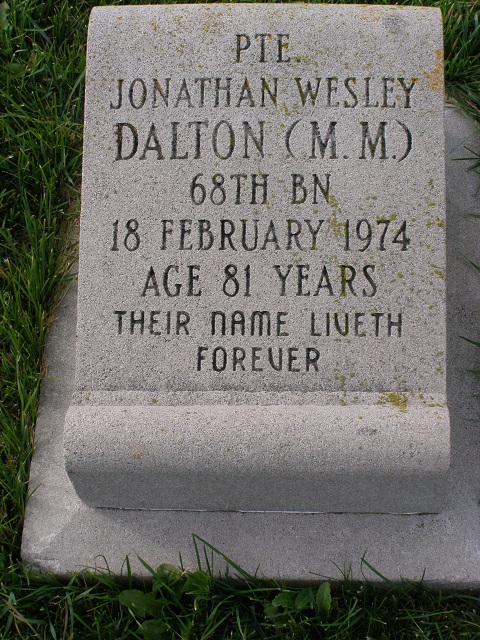 PTE.
JONATHAN WESLEY
DALTON (M.M.)
68TH BN
18 FEBRUARY 1974
AGE 81 YEARS
THEIR NAME LIVETH
FOREVER